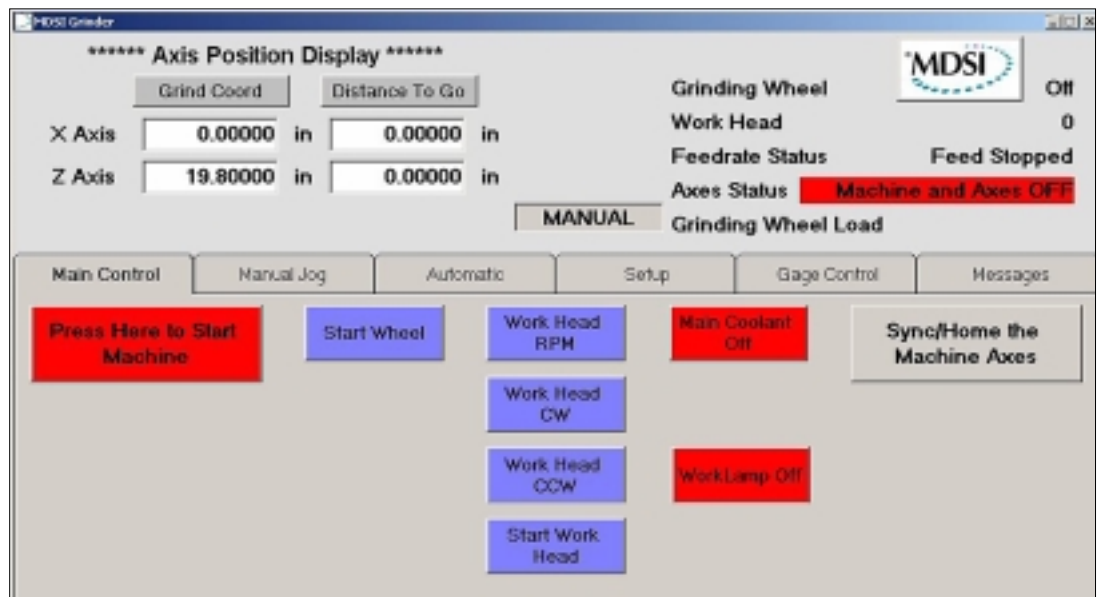 MDSI Grinder
****** Axis Position Display ******
Grind Coord Distance To Go
X Axis 0.00000 in 0.00000 in
Z Axis 19.80000 in 0.00000 in
MANUAL
MDSI
Grinding Wheel Off
Work Head 0
Feedrate Status Feed Stopped
Axes Status Machine and Axes OFF
Grinding Wheel Load
Main Control Manual Jog Automatic Setup Gage Control Messages
Press Here to Start
Machine
Start Wheel
Work Head
RPM
Main Coolant
Off
Sync/Home the
Machine Axes
Work Head
CW
Work Head
CCW
WorkLamp Off
Start Work
Head